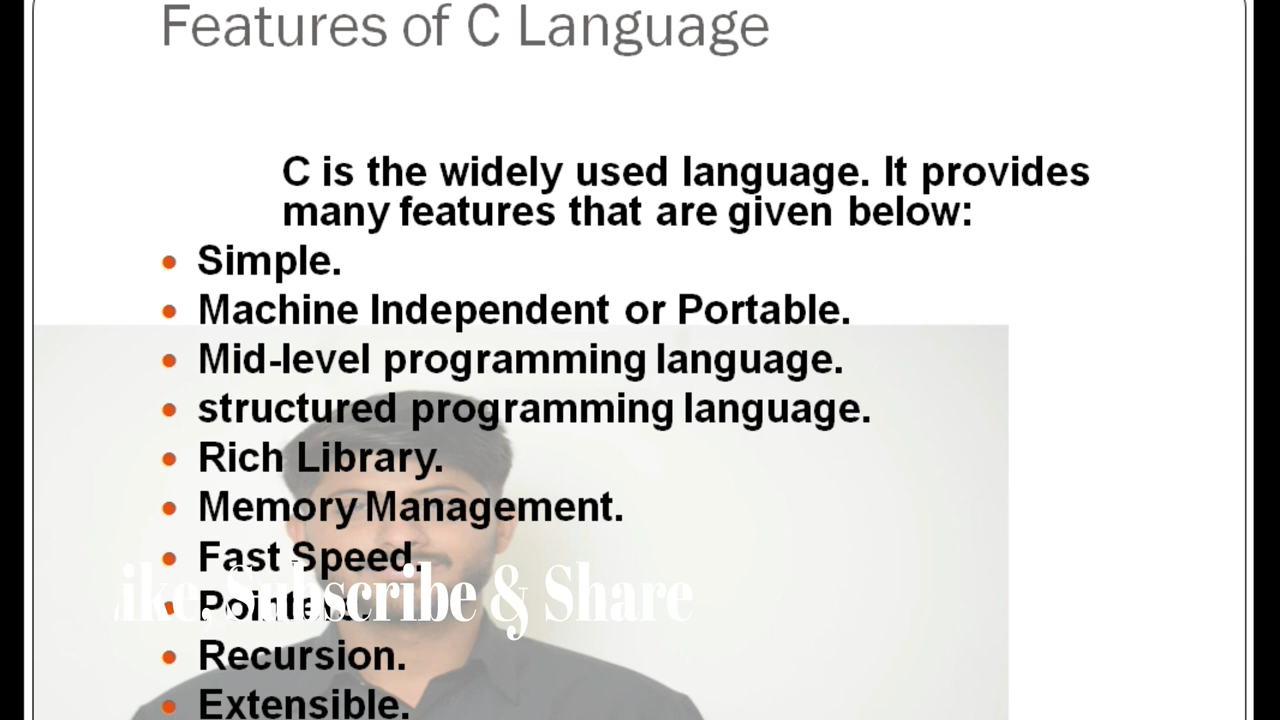 Features of C Language
C is the widely used language. It provides
many features that are given below:
Simple.
Machine Independent or Portable.
Mid-level programming language.
structured programming language.
Rich Library.
Memory Management.
Fast Speed.
Recursion.
Extensible.
Subscribe & Share